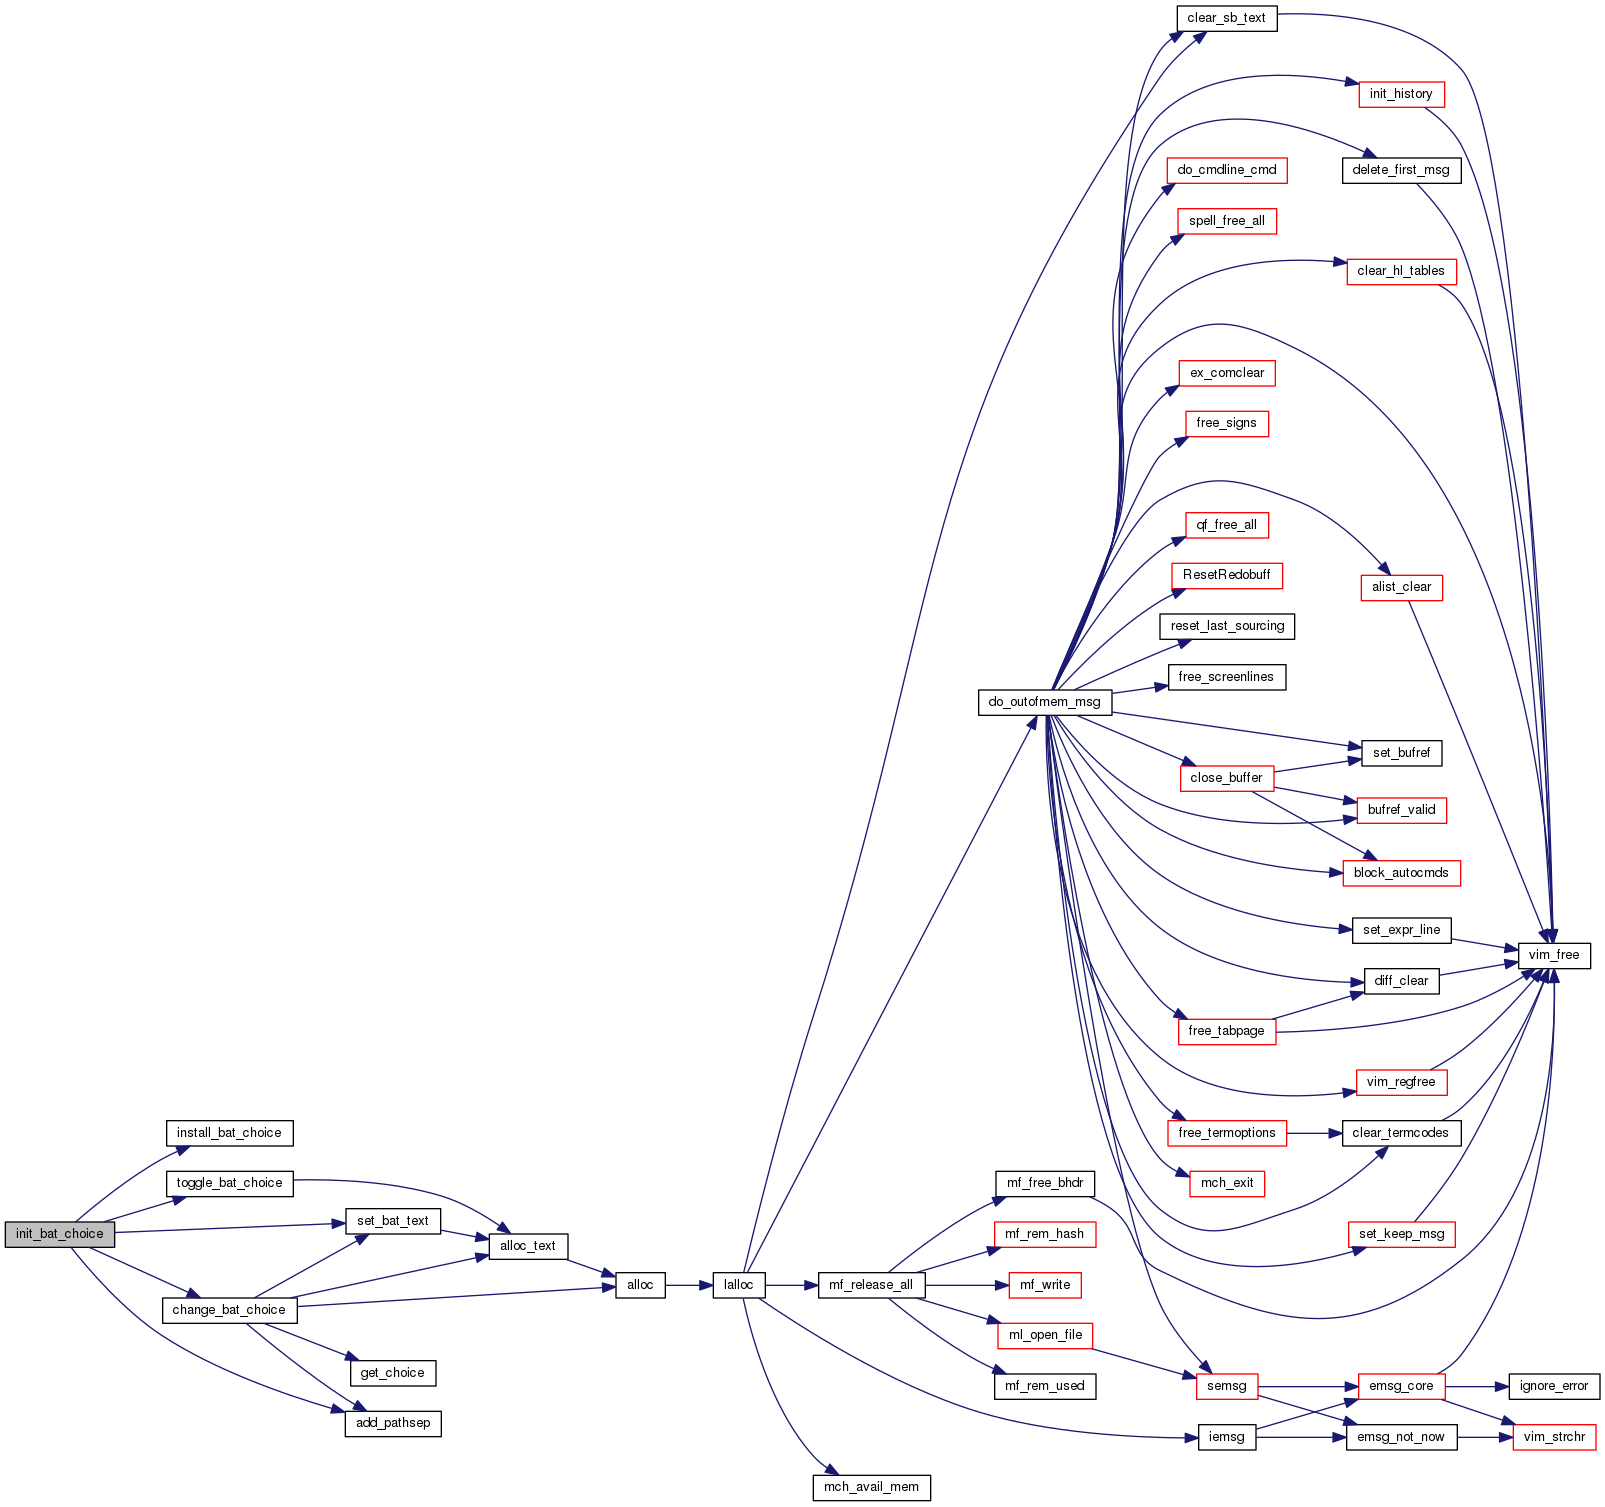 clear_sb_text
init_history
do_cmdline_cmd
delete_first_msg
spell_free_all
clear_hl_tables
ex_comclear
free_signs
qf_free_all
ResetRedobuff
alist_clear
reset_last_sourcing
free_screenlines
do_outofmem_msg
set_bufref
close_buffer
bufref_valid
block_autocmds
set_expr_line
vim_free
diff_clear
free_tabpage
vim_regfree
install_bat_choice
free_termoptions
clear_termcodes
toggle_bat_choice
mf_free_bhdr
mch_exit
set_bat_text
init_bat_choice
mf_rem_hash
set_keep_msg
alloc_text
alloc
lalloc
mf_release_all
mf_write
change_bat_choice
ml_open_file
get_choice
mf_rem_used
semsg
emsg_core
ignore_error
add_pathsep
iemsg
emsg_not_now
vim_strchr
mch_avail_mem